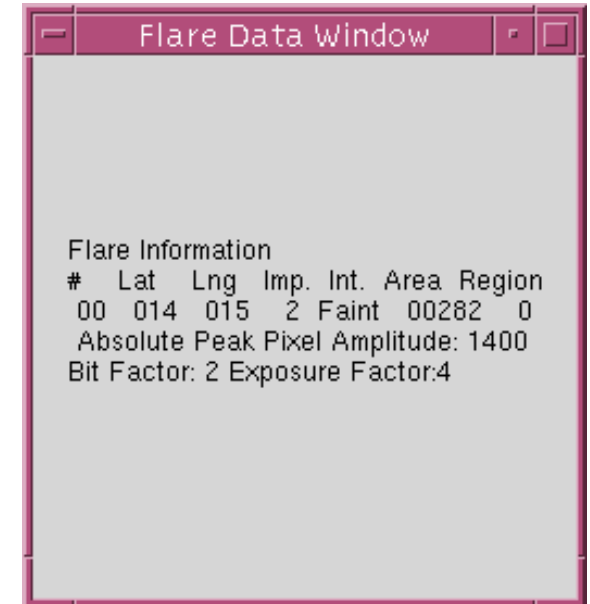 Flare Data Window
Flare Information
# Lat Lng Imp. Int. Area Region
00 014 015 2 Faint 00282 0
Absolute Peak Pixel Amplitude: 1400
Bit Factor: 2 Exposure Factor:4